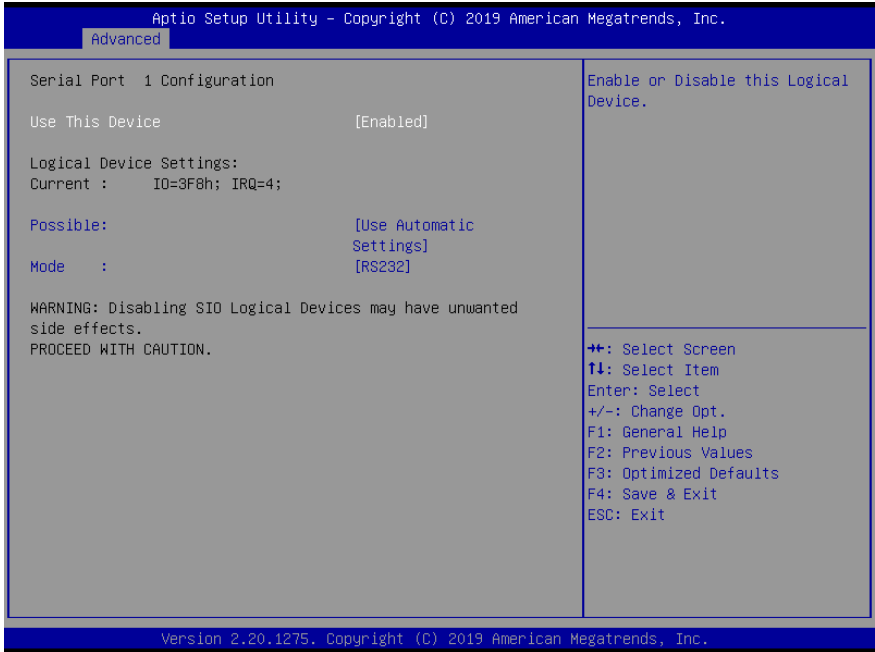 Aptio Setup Utility – Copyright (C) 2019 American Megatrends, Inc.
Advanced
Serial Port 1 Configuration
Use This Device [Enabled]
Logical Device Settings:
Current : IO=3F8h; IRQ=4;
Possible: [Use Automatic
Settings]
Mode : [RS232]
WARNING: Disabling SIO Logical Devices may have unwanted
side effects.
PROCEED WITH CAUTION.
Enable or Disable this Logical
Device.
→←: Select Screen
↑↓: Select Item
Enter: Select
+/-: Change Opt.
F1: General Help
F2: Previous Values
F3: Optimized Defaults
F4: Save & Exit
ESC: Exit
Version 2.20.1275. Copyright (C) 2019 American Megatrends, Inc.